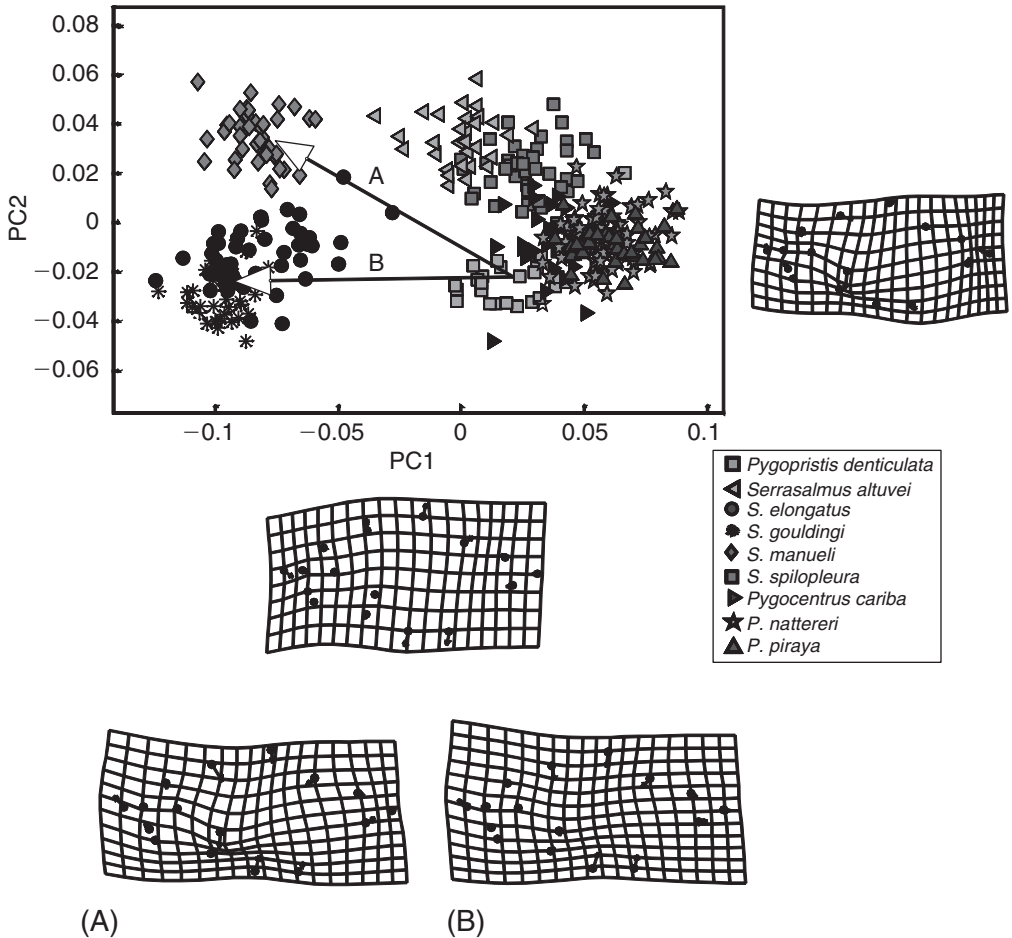 0.08
0.06
0.04
0.02
0
−0.02
−0.04
−0.06
PC2
A
B
−0.1
−0.05
0
0.05
0.1
PC1
Pygopristis denticulata
Serrasalmus altuvei
S. elongatus
S. gouldingi
S. manueli
S. spilopleura
Pygocentrus cariba
P. nattereri
P. piraya
(A)
(B)